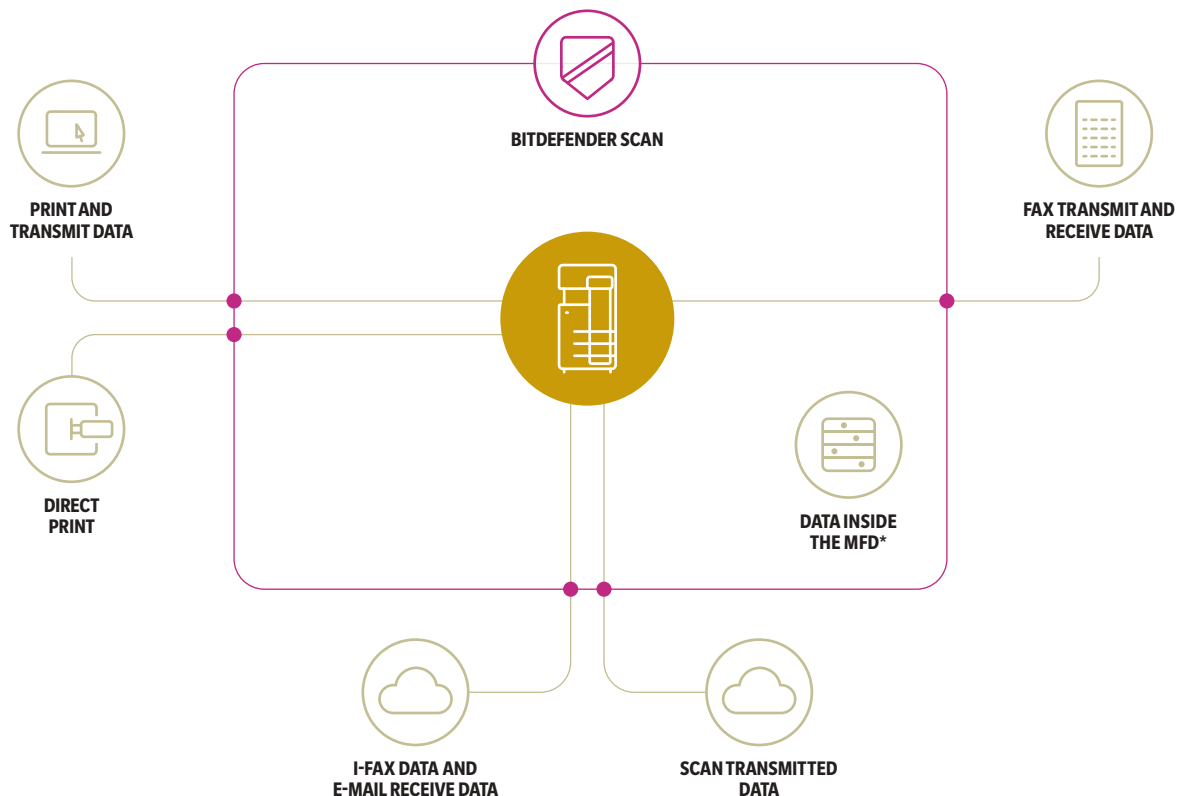 BITDEFENDER SCAN
PRINT AND
TRANSMIT DATA
FAX TRANSMIT AND
RECEIVE DATA
DIRECT
PRINT
DATA INSIDE
THE MFD*
I-FAX DATA AND
E-MAIL RECEIVE DATA
SCAN TRANSMITTED
DATA